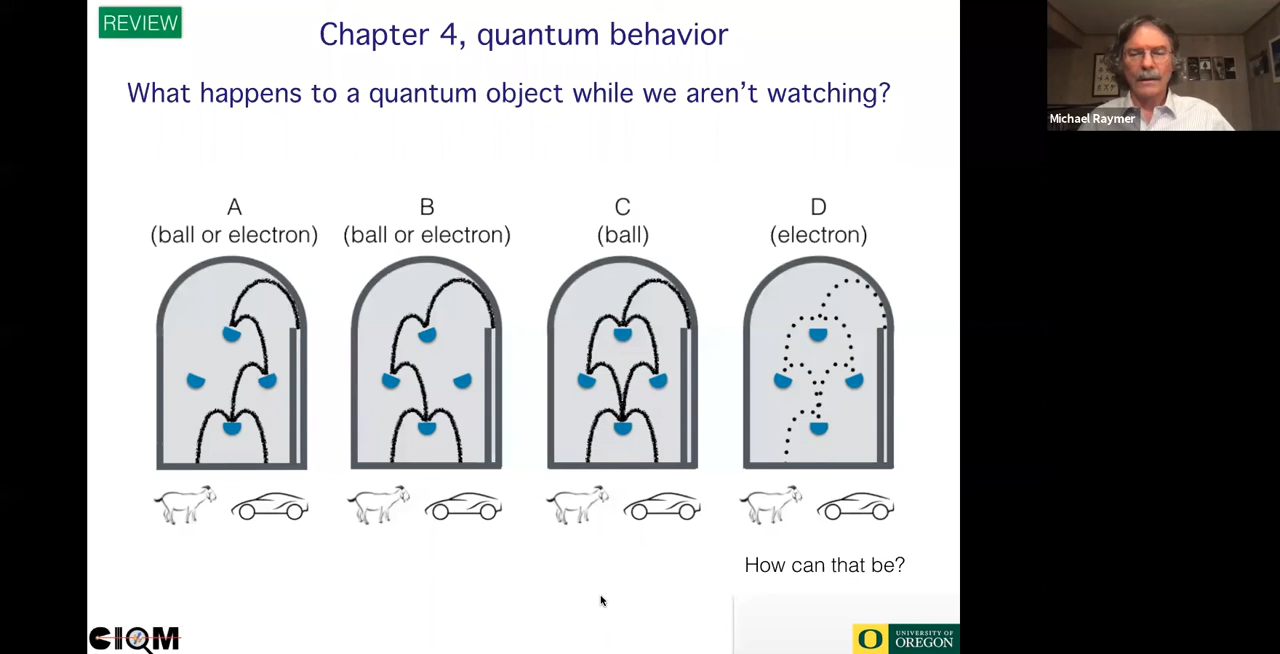 REVIEW
Chapter 4, quantum behavior
What happens to a quantum object while we aren't watching?
Michael Raymer
A
(ball or electron)
B
(ball or electron)
C
(ball)
D
(electron)
How can that be?
CIQM
O
UNIVERSITY OF
OREGON